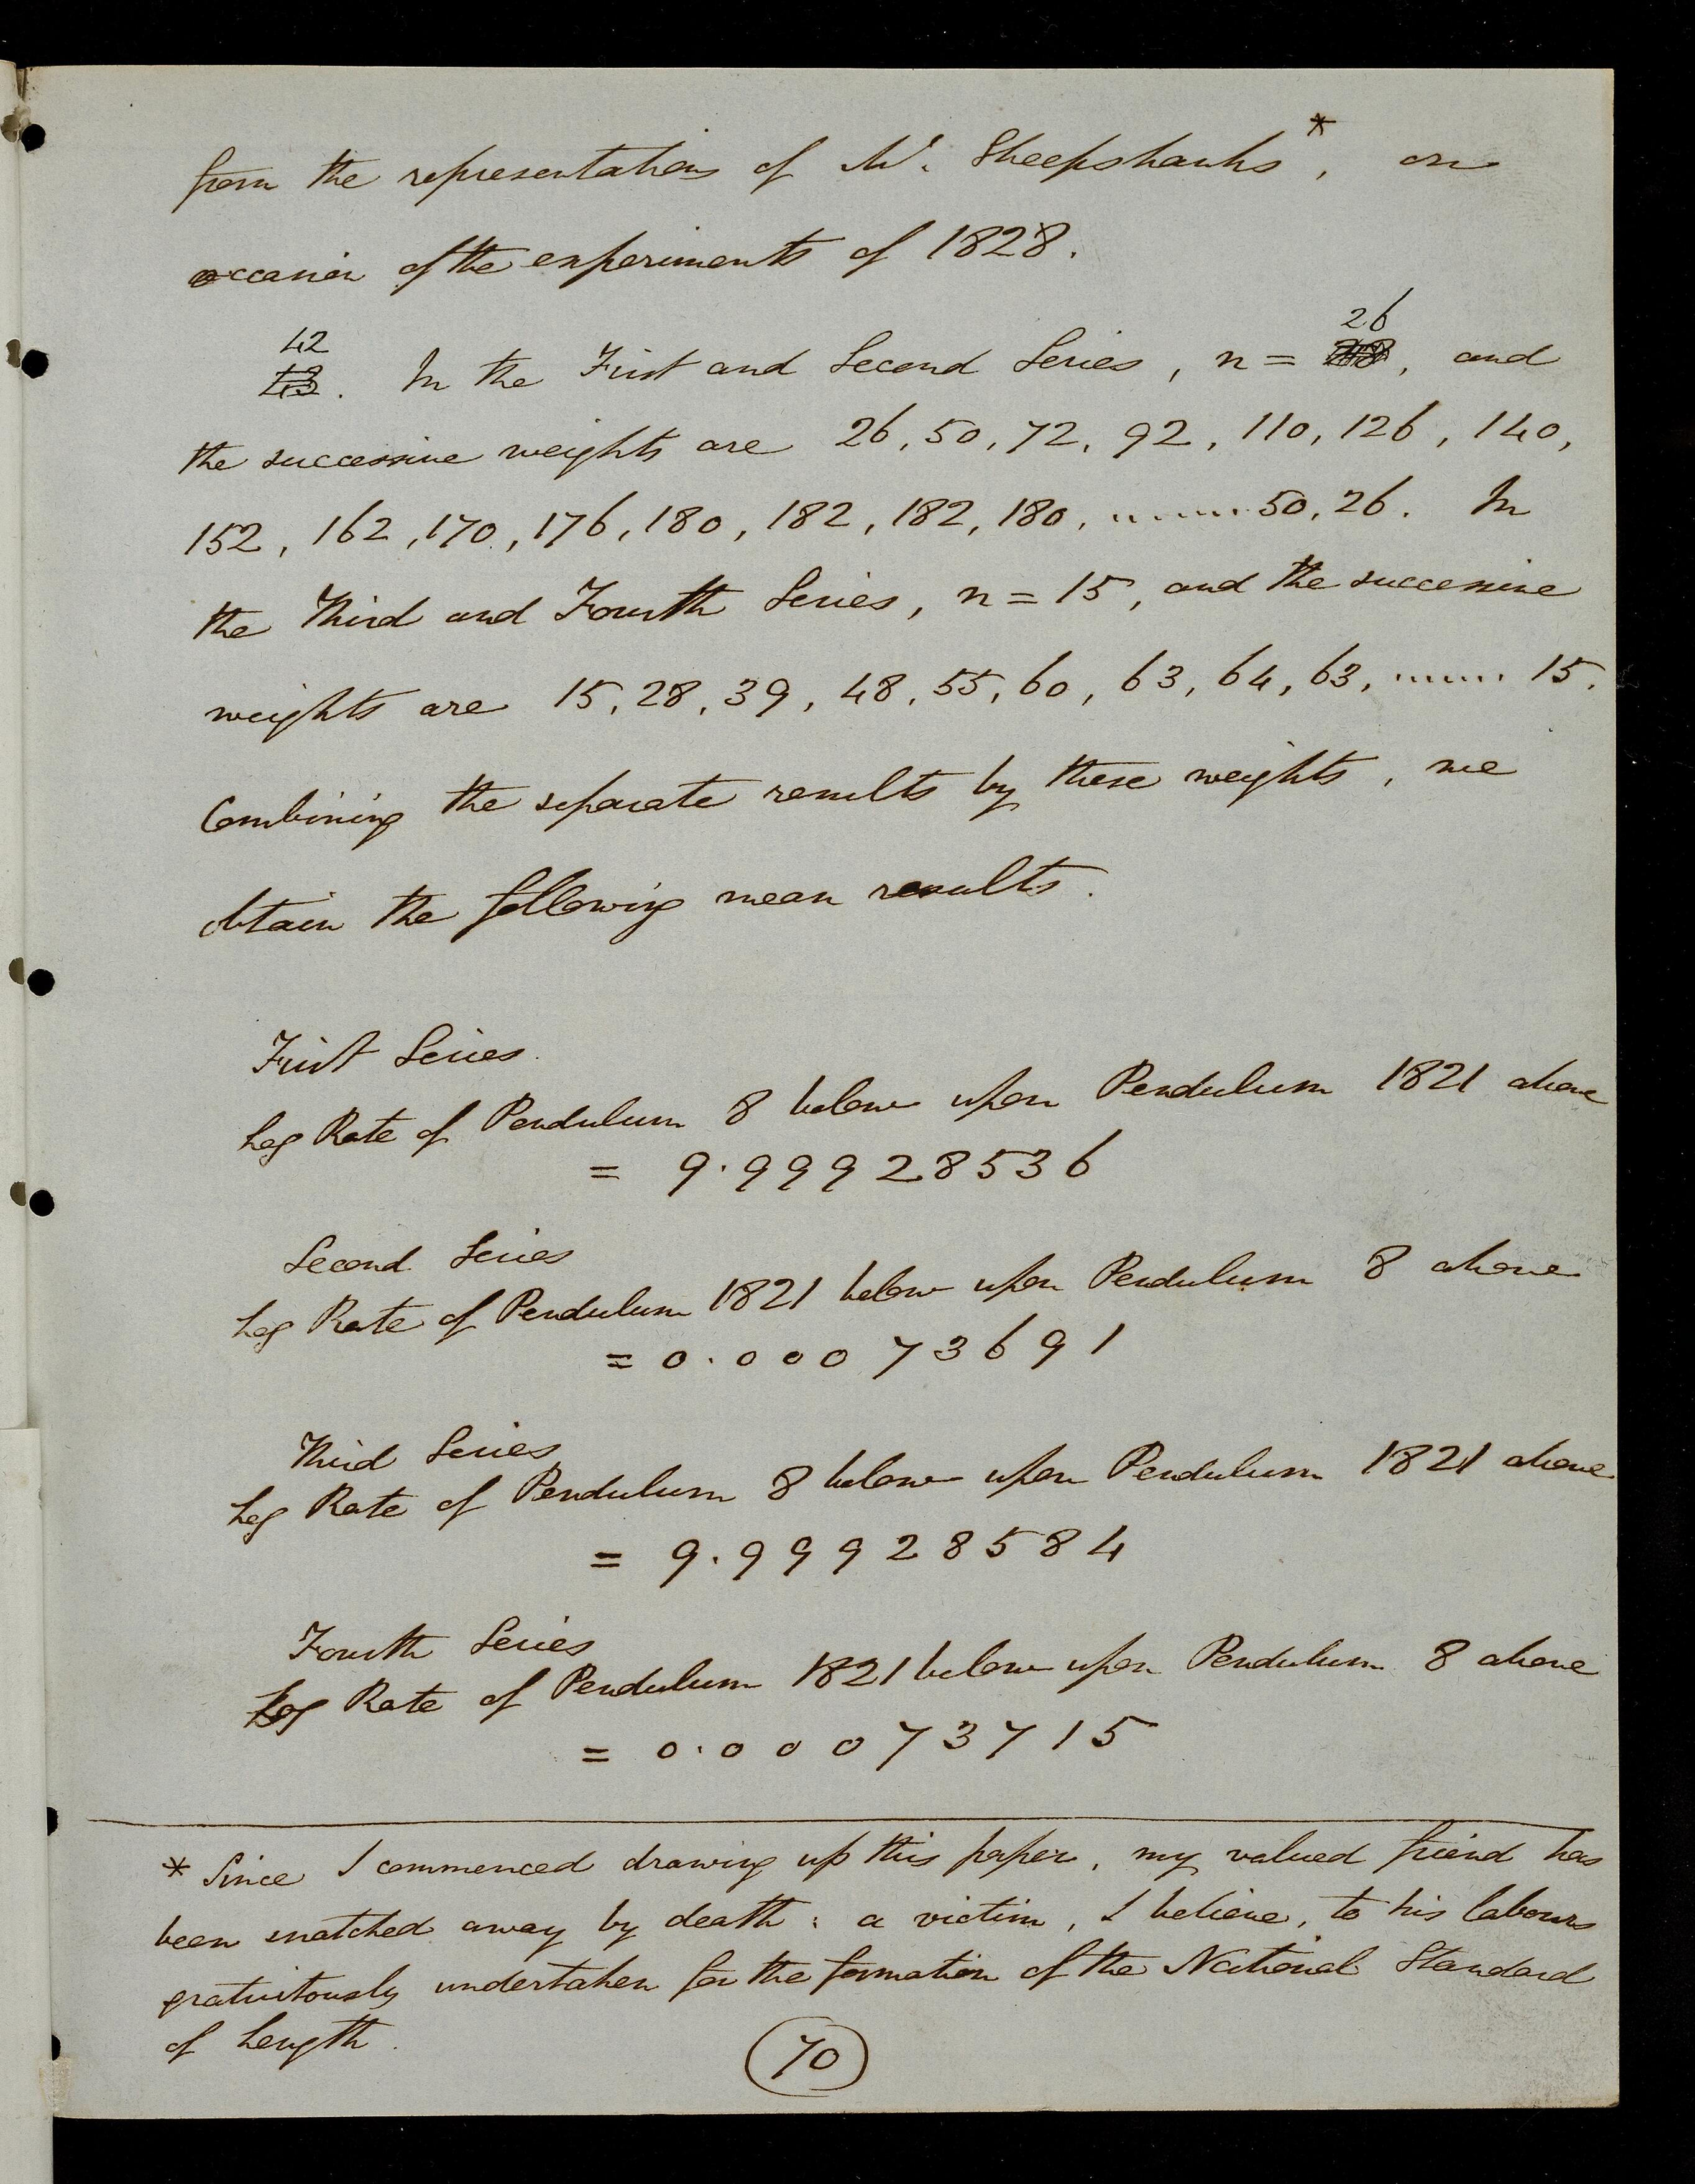 from the representations of Mr. Sheepshanks*, on
occasion of the experiments of 1828.
26
42
43. In the First and Second Series, n = , and
the successive weights are 26, 50, 72, 92, 110, 126, 140,
152, 162, 170, 176, 180, 182, 182, 180, ...... 50, 26. In
the Third and Fourth Series, n = 15, and the successive
weights are 15, 28, 39, 48, 55, 60, 63, 64, 63, ...... 15.
Combining the separate results by these weights, we
obtain the following mean results.
First Series.
Log Rate of Pendulum 8 below upon Pendulum 1821 above
= 9.99928536
Second Series
Log Rate of Pendulum 1821 below upon Pendulum 8 above
= 0.00073691
Third Series
Log Rate of Pendulum 8 below upon Pendulum 1821 above
= 9.99928584
Fourth Series
Log Rate of Pendulum 1821 below upon Pendulum 8 above
= 0.00073715
* Since I commenced drawing up this paper, my valued friend has
been snatched away by death: a victim, I believe, to his labours
gratuitously undertaken for the formation of the National Standard
of Length.
70